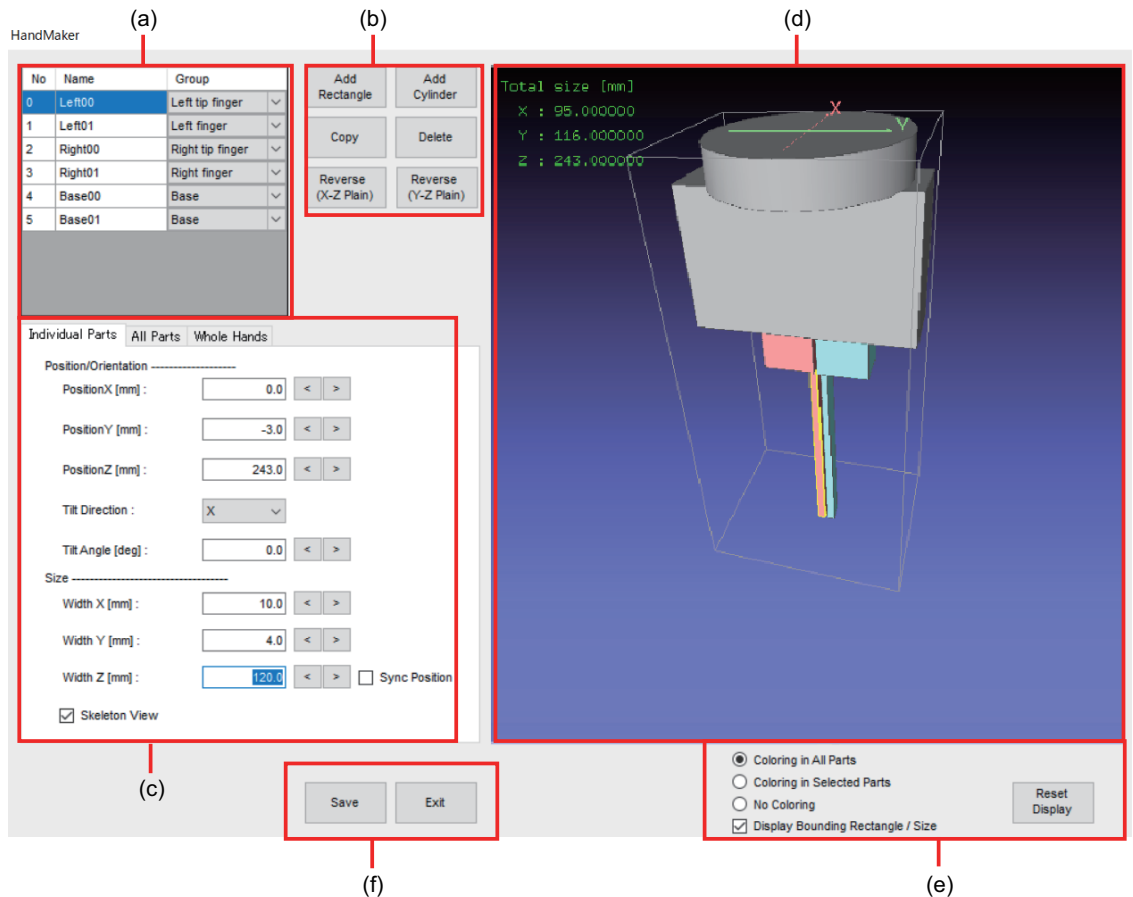 (a)
(b)
(d)
HandMaker
No Name Group
0 Left00 Left tip finger
1 Left01 Left finger
2 Right00 Right tip finger
3 Right01 Right finger
4 Base00 Base
5 Base01 Base
Add
Rectangle
Add
Cylinder
Copy
Delete
Reverse
(X-Z Plain)
Reverse
(Y-Z Plain)
Total size [mm]
X : 95.000000
Y : 116.000000
Z : 243.000000
X
Y
Individual Parts All Parts Whole Hands
Position/Orientation --------------------
PositionX [mm] : 0.0 < >
PositionY [mm] : -3.0 < >
PositionZ [mm] : 243.0 < >
Tilt Direction : X
Tilt Angle [deg] : 0.0 < >
Size -------------------------------------
Width X [mm] : 10.0 < >
Width Y [mm] : 4.0 < >
Width Z [mm] : 120.0 < > Sync Position
Skeleton View
(c)
Save
Exit
(f)
Coloring in All Parts
Coloring in Selected Parts
No Coloring
Display Bounding Rectangle / Size
Reset
Display
(e)